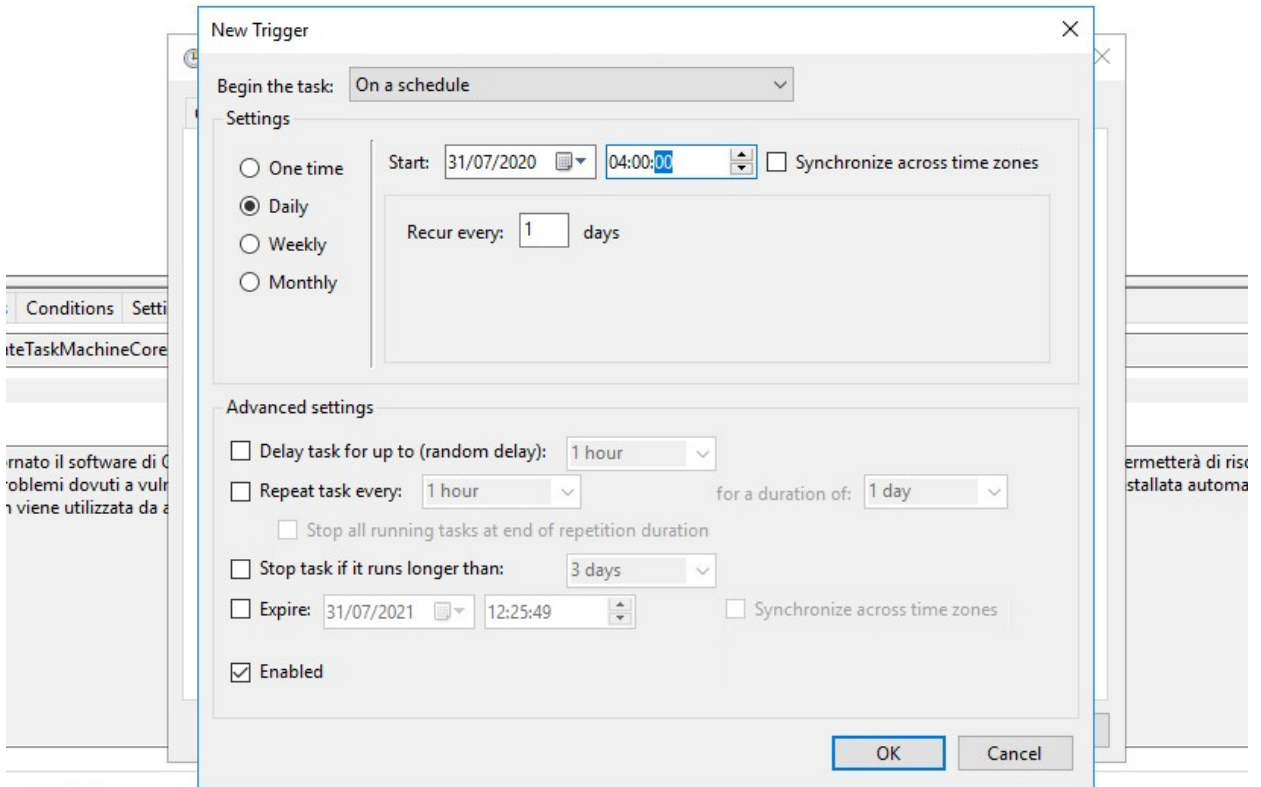 New Trigger
Begin the task: On a schedule
Settings
One time
Daily
Weekly
Monthly
Start: 31/07/2020 04:00:00 Synchronize across time zones
Recur every: 1 days
Conditions
ateTaskMachineCore
Advanced settings
Delay task for up to (random delay): 1 hour
Repeat task every: 1 hour for a duration of: 1 day
Stop all running tasks at end of repetition duration
Stop task if it runs longer than: 3 days
Expire: 31/07/2021 12:25:49 Synchronize across time zones
Enabled
OK Cancel
rnato il software di
roblemi dovuti a vulr
viene utilizzata da
ermetterà di risc
stallata automa